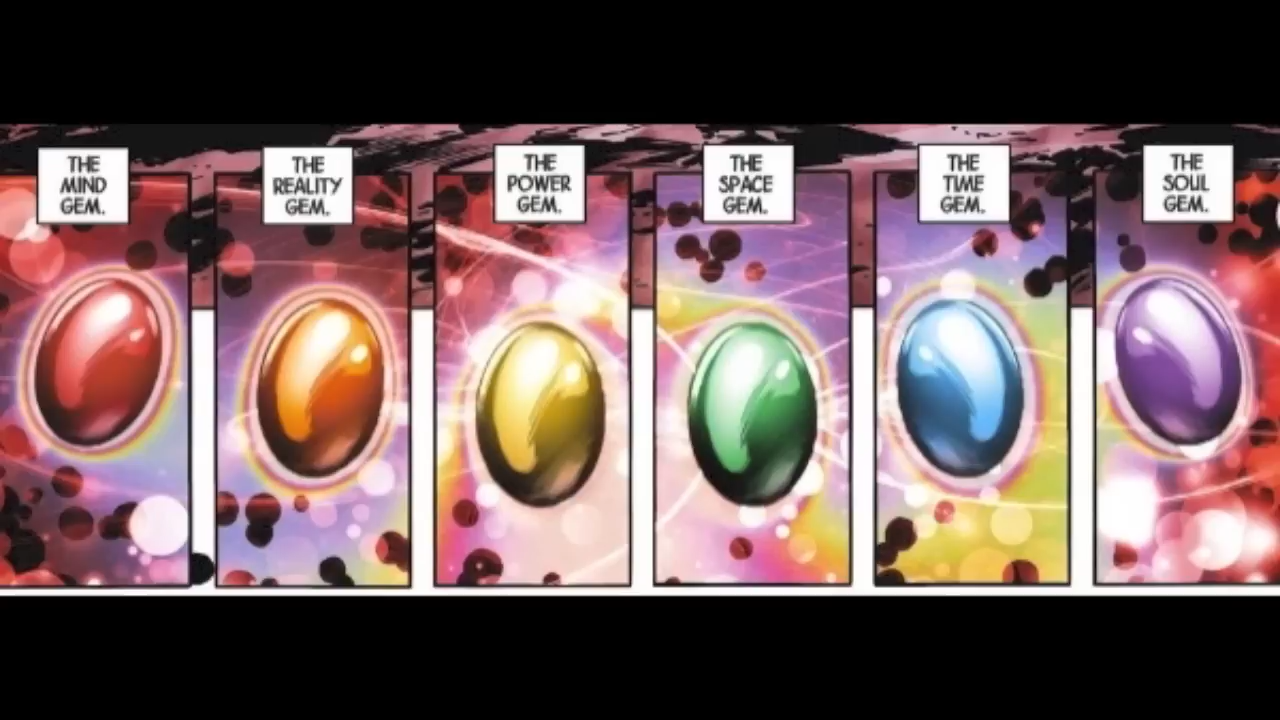 THE
MIND
GEM.
THE
REALITY
GEM.
THE
POWER
GEM.
THE
SPACE
GEM.
THE
TIME
GEM.
THE
SOUL
GEM.